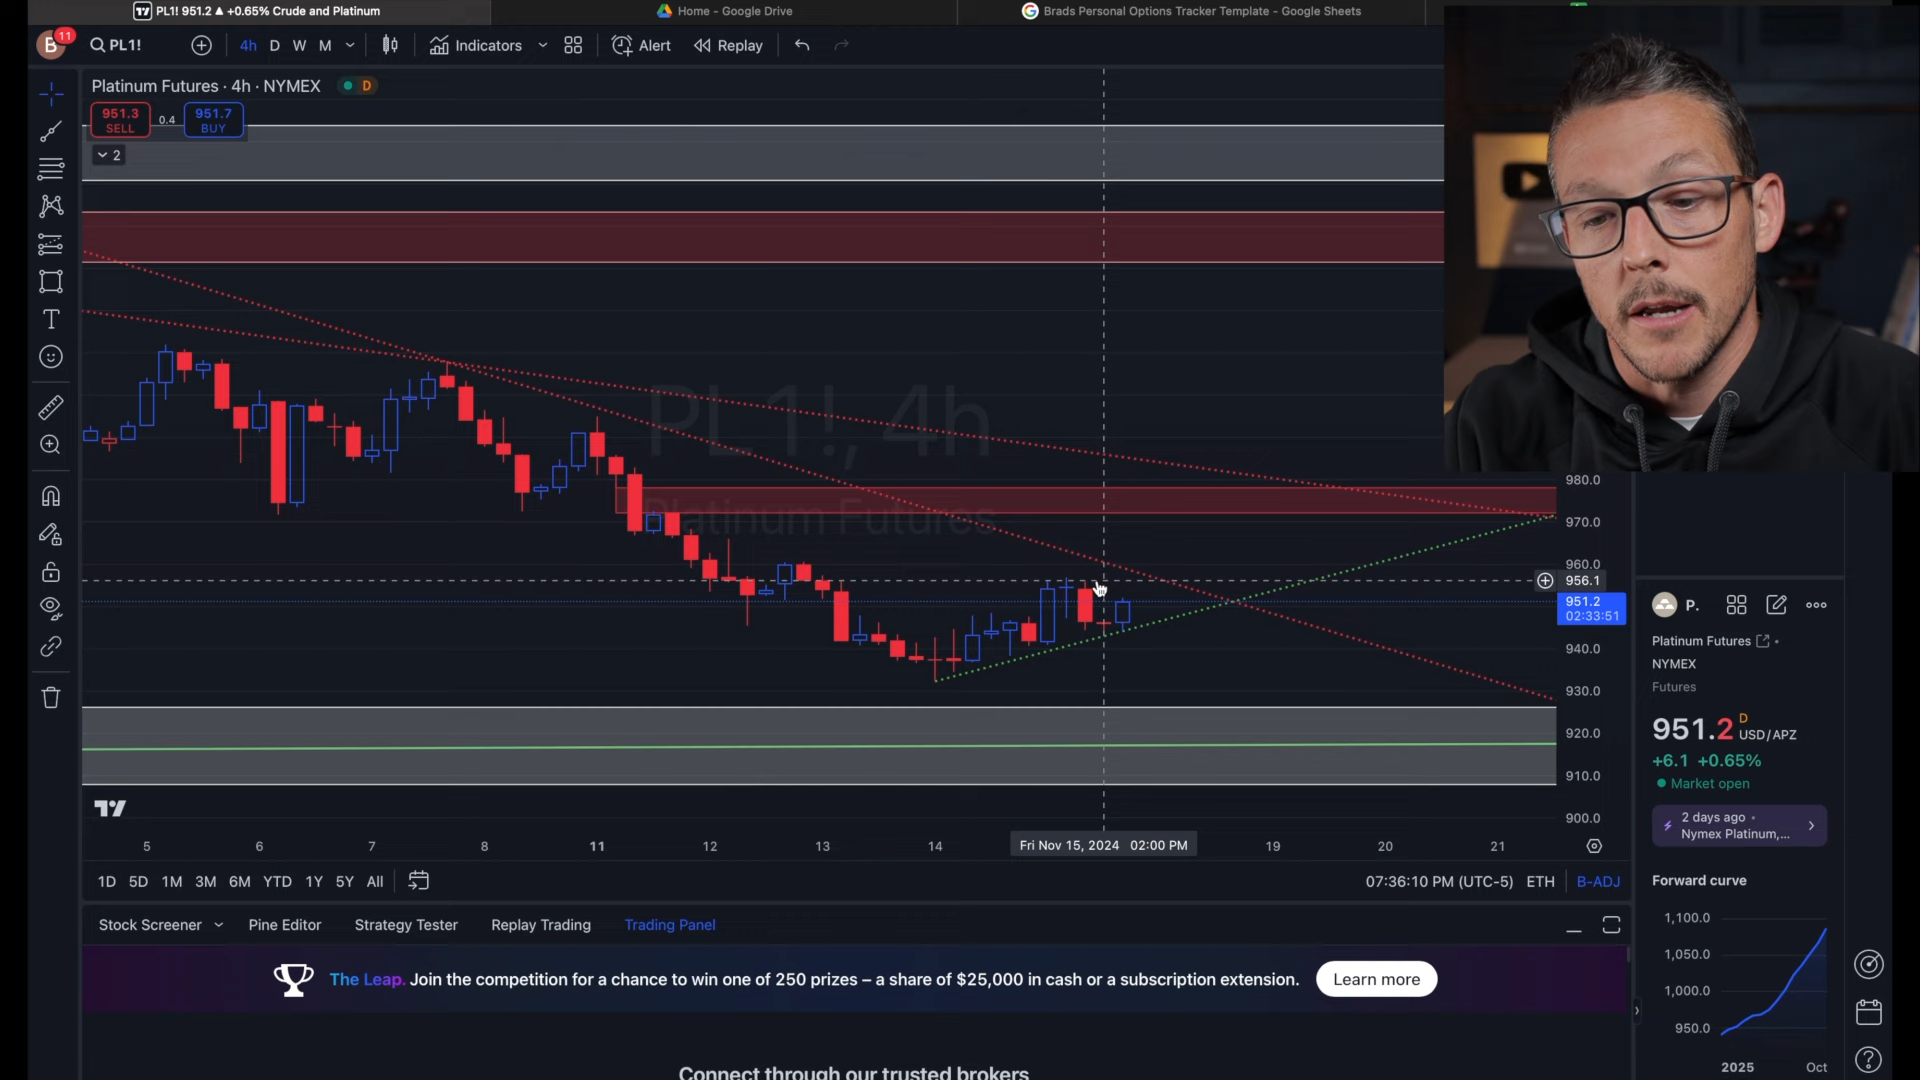 PL1! 951.2 ▲ +0.65% Crude and Platinum
Home - Google Drive
Brads Personal Options Tracker Template - Google Sheets
B
11
PL1!
4h
D
W
M
Indicators
Alert
Replay
Platinum Futures · 4h · NYMEX
D
951.3
SELL
0.4
951.7
BUY
2
PL1!, 4h
Platinum Futures
980.0
970.0
960.0
956.1
951.2
02:33:51
940.0
930.0
920.0
910.0
900.0
5
6
7
8
11
12
13
14
Fri Nov 15, 2024 02:00 PM
19
20
21
1D
5D
1M
3M
6M
YTD
1Y
5Y
All
07:36:10 PM (UTC-5)
ETH
B-ADJ
Stock Screener
Pine Editor
Strategy Tester
Replay Trading
Trading Panel
The Leap. Join the competition for a chance to win one of 250 prizes – a share of $25,000 in cash or a subscription extension.
Learn more
Connect through our trusted brokers
P.
Platinum Futures
NYMEX
Futures
951.2 D USD/APZ
+6.1 +0.65%
Market open
2 days ago •
Nymex Platinum,...
Forward curve
1,100.0
1,050.0
1,000.0
950.0
2025
Oct